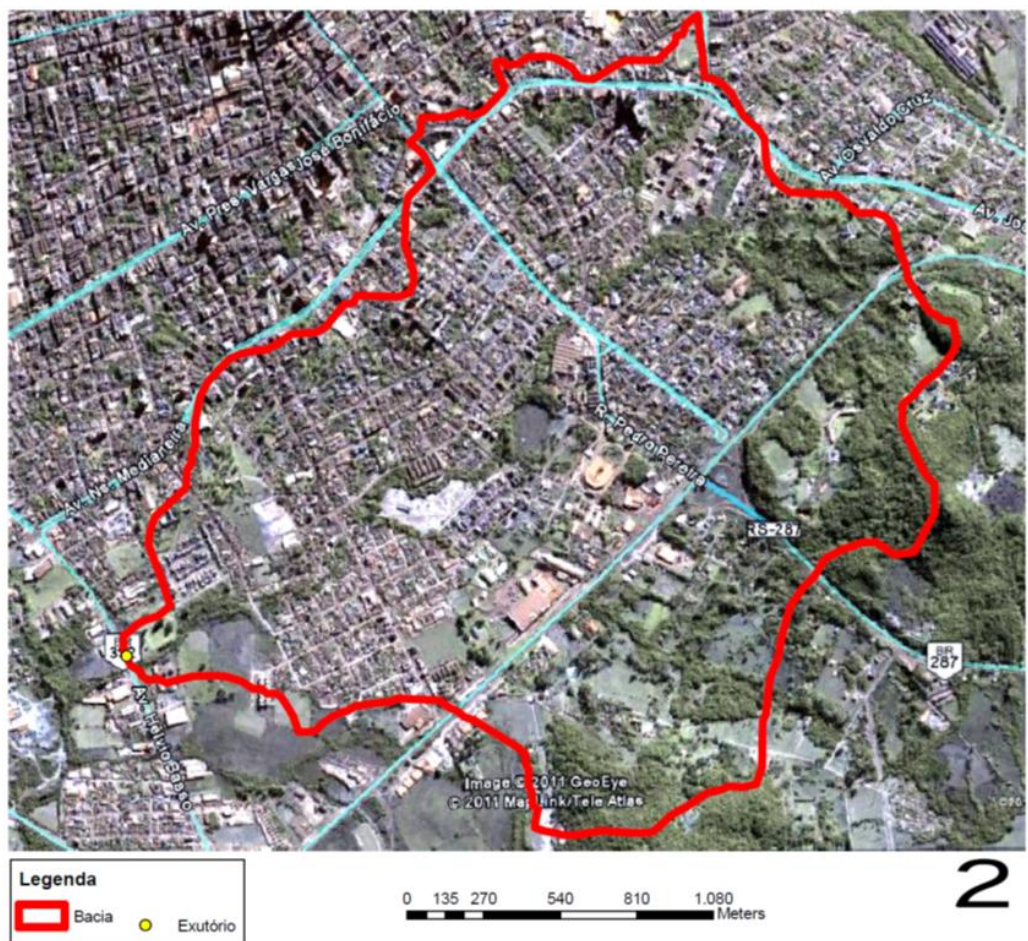 Av. Osvaldo Cruz
Av. Pres. Vargas
José Bonifácio
Av. Jo
R. Pedro Pereira
Av. Ns. Medianeira
RS-287
BR
287
Av. Hélvio Basso
Image © 2011 GeoEye
© 2011 MapLink/Tele Atlas
Legenda
Bacia
Exutório
0 135 270 540 810 1.080
Meters
2